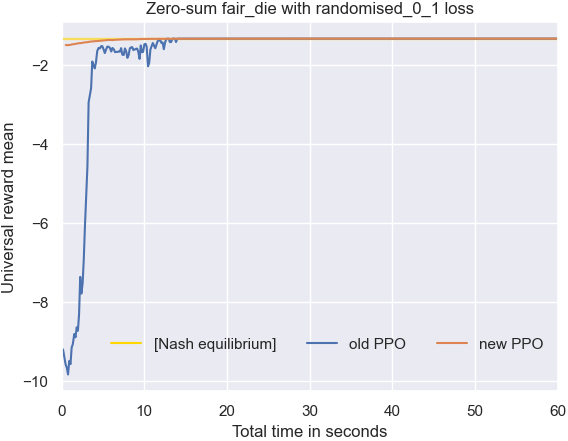 Zero-sum fair_die with randomised_0_1 loss
Universal reward mean
−2
−4
−6
−8
−10
[Nash equilibrium]
old PPO
new PPO
0 10 20 30 40 50 60
Total time in seconds